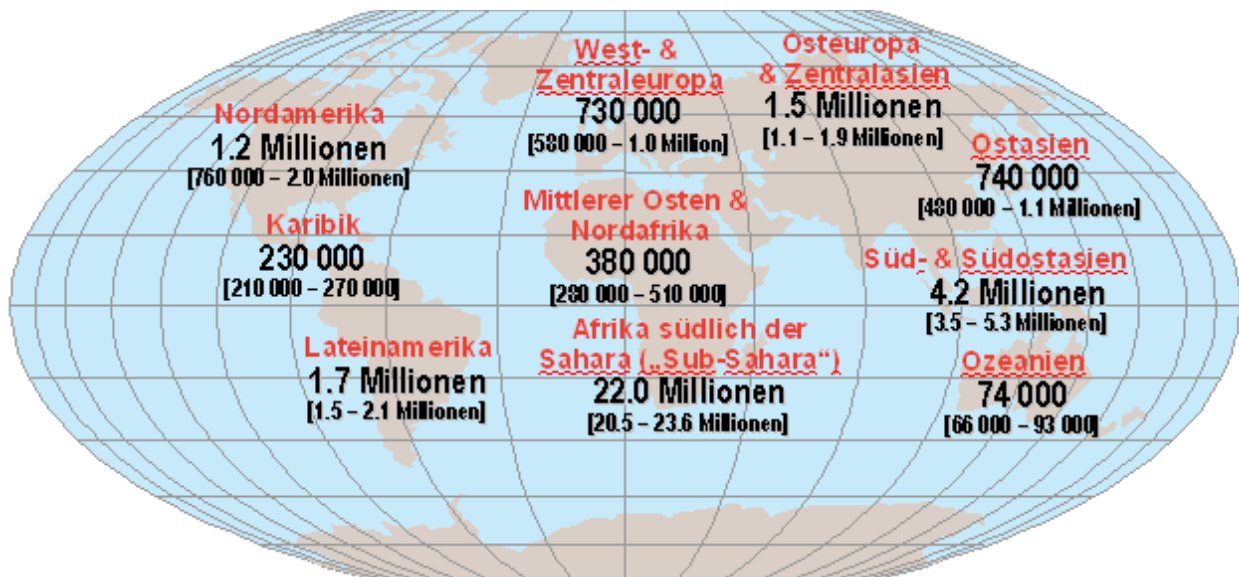 West- &
Zentraleuropa
730 000
[580 000 – 1.0 Million]
Osteuropa
& Zentralasien
1.5 Millionen
[1.1 – 1.9 Millionen]
Nordamerika
1.2 Millionen
[760 000 – 2.0 Millionen]
Ostasien
740 000
[480 000 – 1.1 Millionen]
Karibik
230 000
[210 000 – 270 000]
Mittlerer Osten &
Nordafrika
380 000
[280 000 – 510 000]
Süd- & Südostasien
4.2 Millionen
[3.5 – 5.3 Millionen]
Lateinamerika
1.7 Millionen
[1.5 – 2.1 Millionen]
Afrika südlich der
Sahara („Sub-Sahara“)
22.0 Millionen
[20.5 – 23.6 Millionen]
Ozeanien
74 000
[66 000 – 93 000]